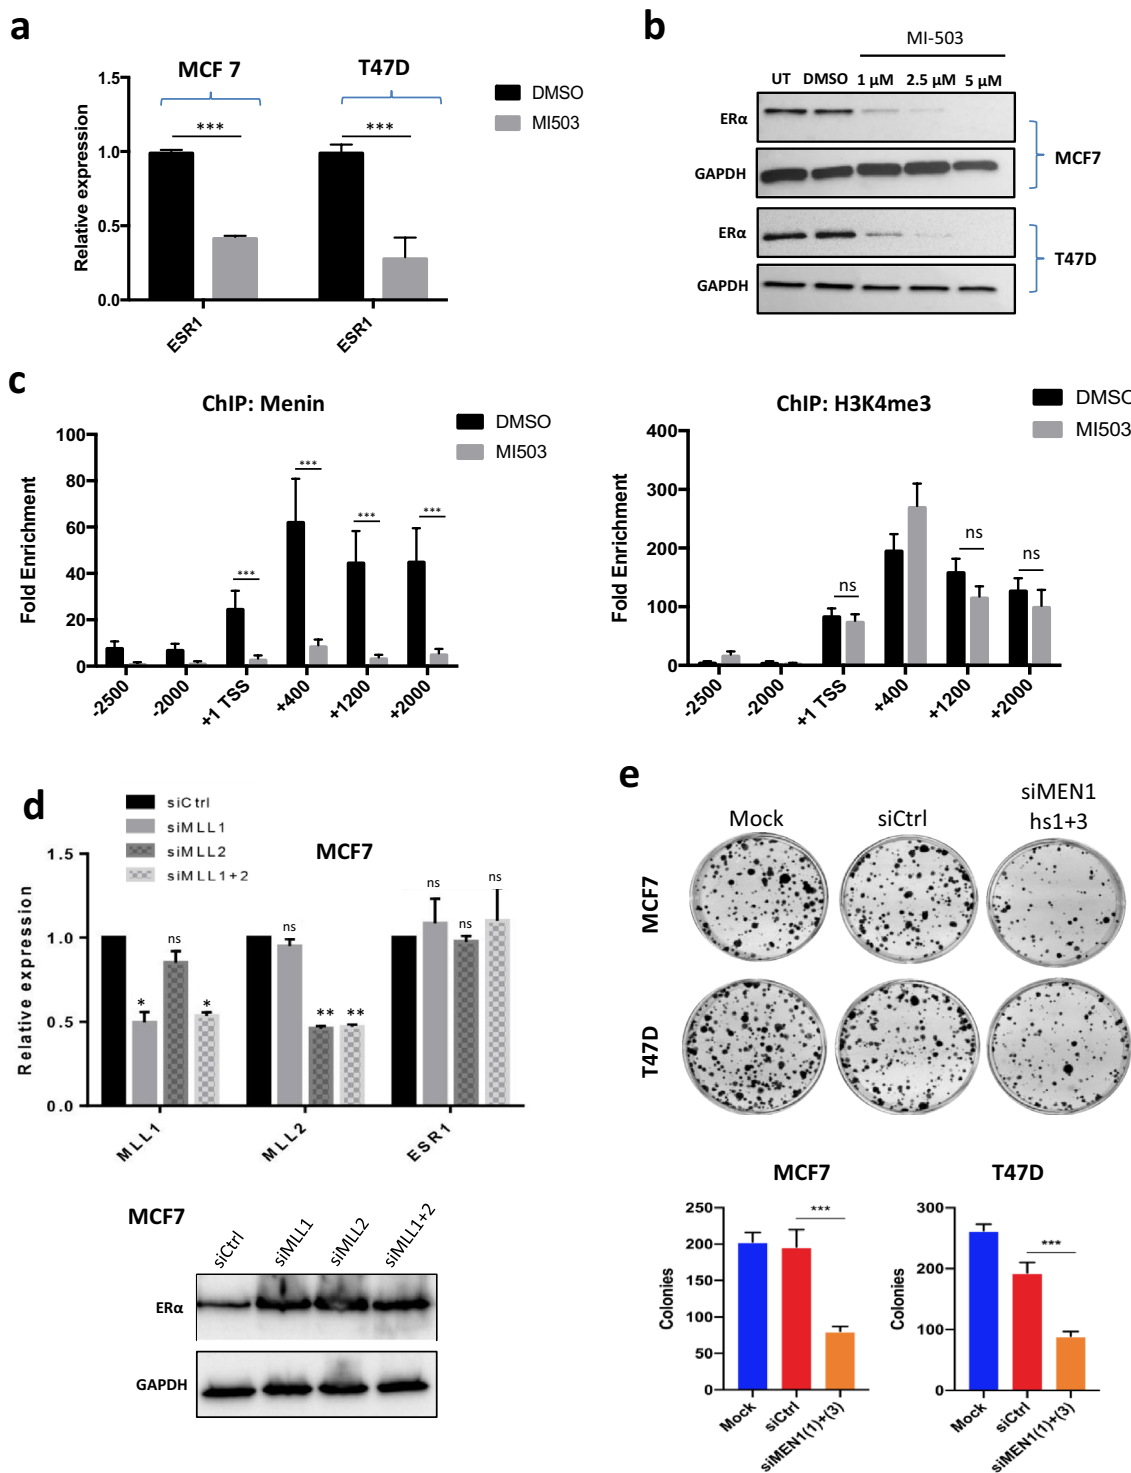 a
MCF 7
T47D
DMSO
MI503
***
***
Relative expression
1.5
1.0
0.5
0.0
ESR1
ESR1
b
MI-503
UT DMSO 1 µM 2.5 µM 5 µM
ERα
GAPDH
MCF7
ERα
GAPDH
T47D
c
ChIP: Menin
DMSO
MI503
Fold Enrichment
100
80
60
40
20
0
***
***
***
***
-2500
-2000
+1 TSS
+400
+1200
+2000
ChIP: H3K4me3
DMSO
MI503
Fold Enrichment
400
300
200
100
0
ns
ns
ns
-2500
-2000
+1 TSS
+400
+1200
+2000
d
siCtrl
siMLL1
siMLL2
siMLL1+2
MCF7
Relative expression
1.5
1.0
0.5
0.0
*
ns
*
ns
**
**
ns
ns
ns
MLL1
MLL2
ESR1
MCF7
siCtrl
siMLL1
siMLL2
siMLL1+2
ERα
GAPDH
e
Mock
siCtrl
siMEN1
hs1+3
MCF7
T47D
MCF7
Colonies
250
200
150
100
50
0
***
Mock
siCtrl
siMEN1(1)+(3)
T47D
Colonies
300
200
100
0
***
Mock
siCtrl
siMEN1(1)+(3)